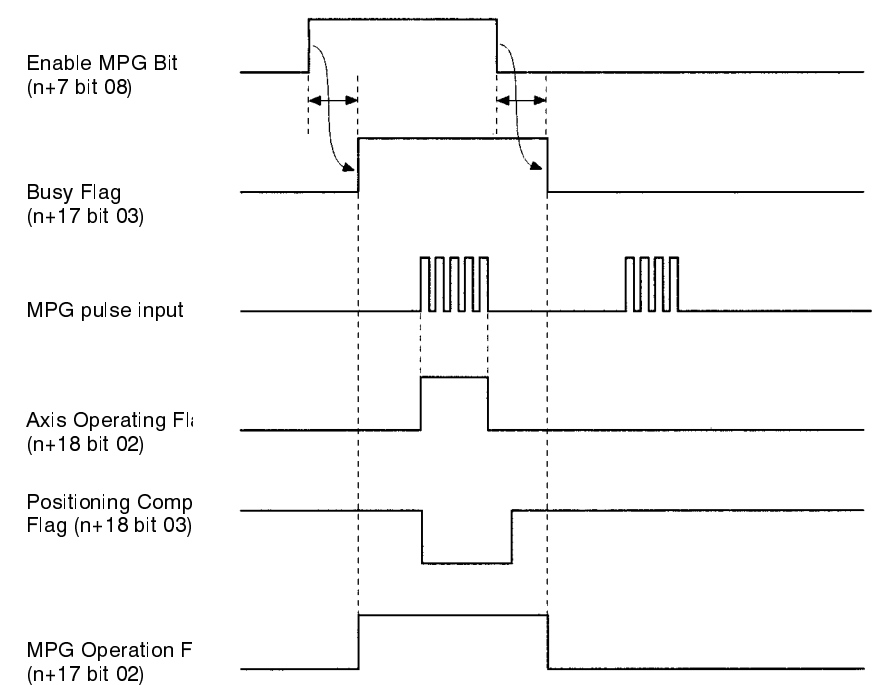 Enable MPG Bit
(n+7 bit 08)
Busy Flag
(n+17 bit 03)
MPG pulse input
Axis Operating Fl
(n+18 bit 02)
Positioning Comp
Flag (n+18 bit 03)
MPG Operation F
(n+17 bit 02)